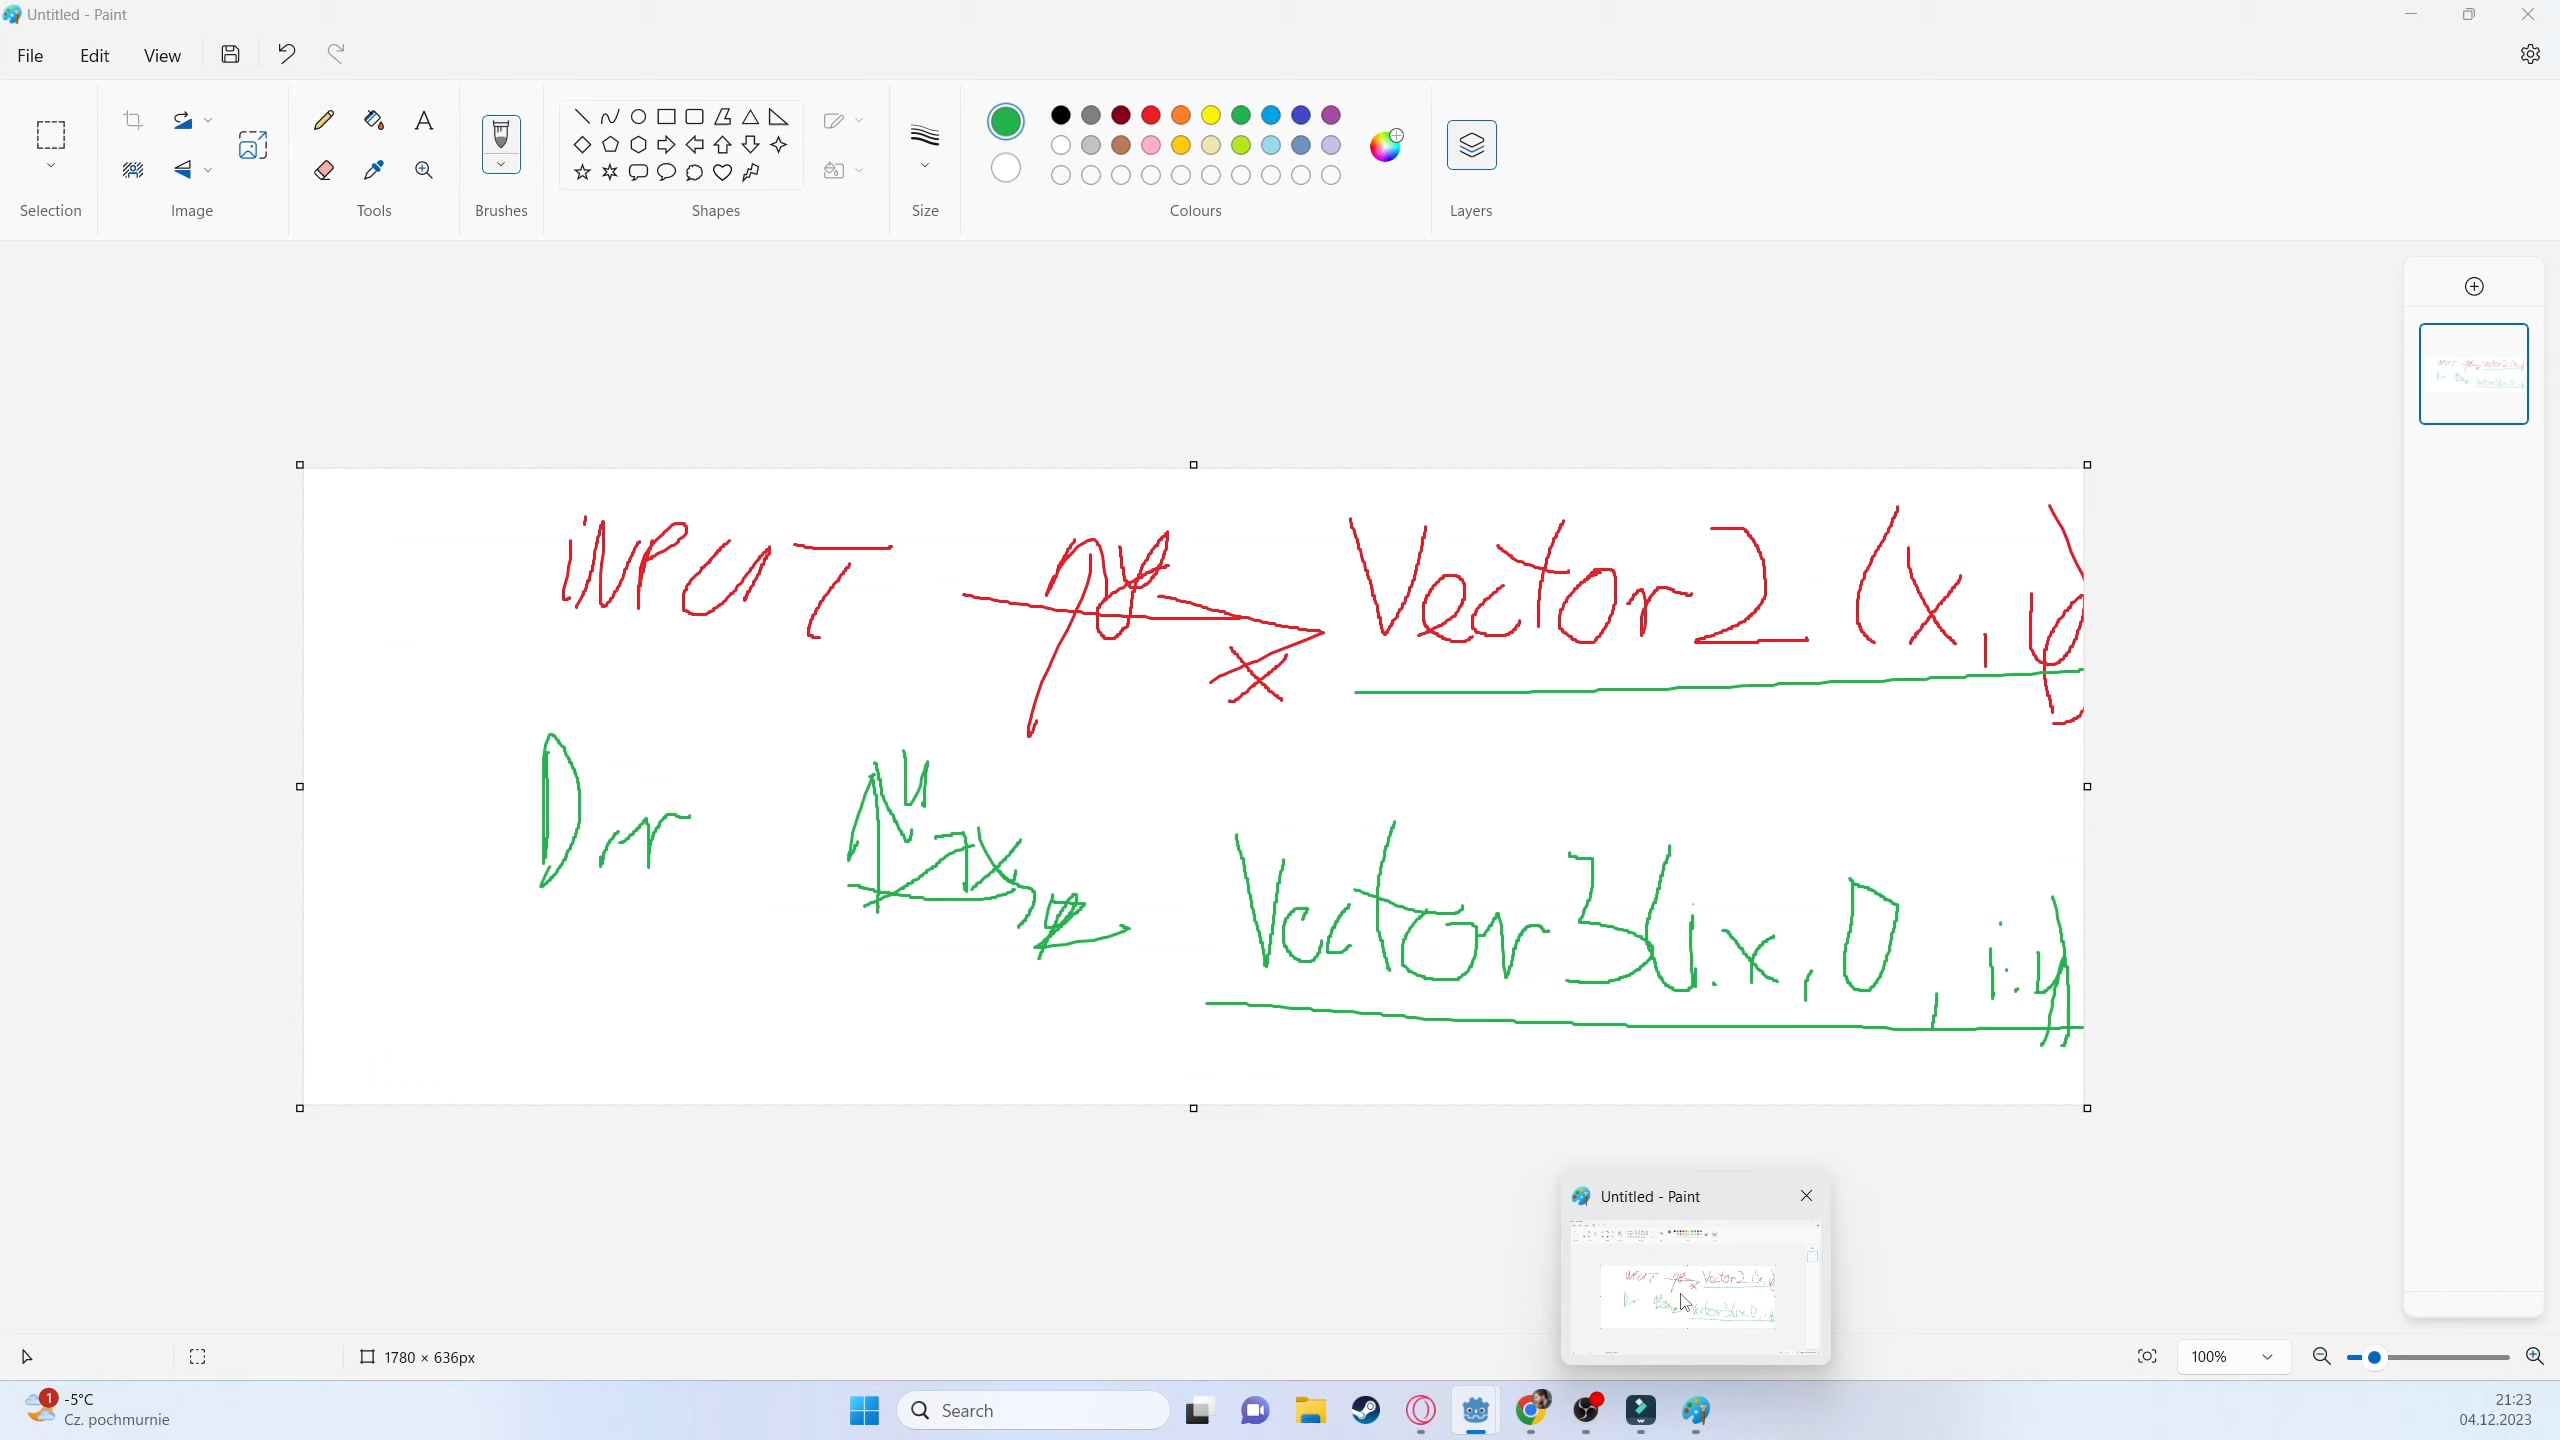 Untitled - Paint
File Edit View
Selection Image Tools Brushes Shapes Size Colours Layers
iNPUT Vector2 (x,y)
x
y
x, z
Vector3(i.x, 0, i.y)
Untitled - Paint
1780 × 636px
100%
1 -5°C
Cz. pochmurnie
Search
21:23
04.12.2023